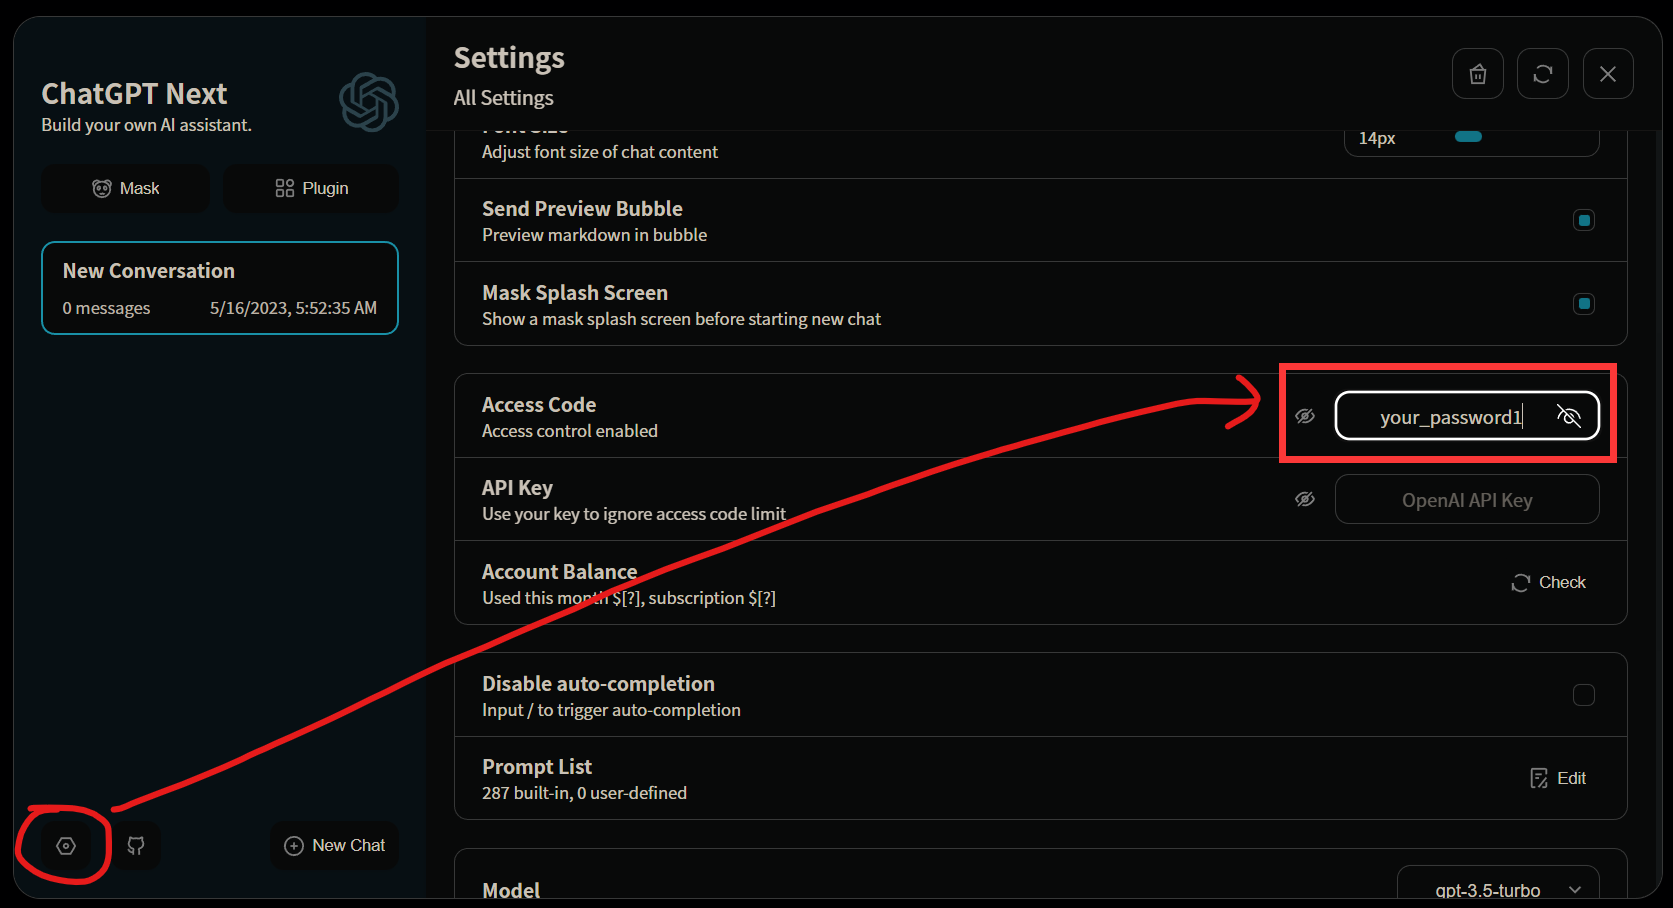 ChatGPT Next
Build your own AI assistant.
Mask
Plugin
New Conversation
0 messages
5/16/2023, 5:52:35 AM
New Chat
Settings
All Settings
Font Size
Adjust font size of chat content
14px
Send Preview Bubble
Preview markdown in bubble
Mask Splash Screen
Show a mask splash screen before starting new chat
Access Code
Access control enabled
your_password1
API Key
Use your key to ignore access code limit
OpenAI API Key
Account Balance
Used this month $[?], subscription $[?]
Check
Disable auto-completion
Input / to trigger auto-completion
Prompt List
287 built-in, 0 user-defined
Edit
Model
gpt-3.5-turbo